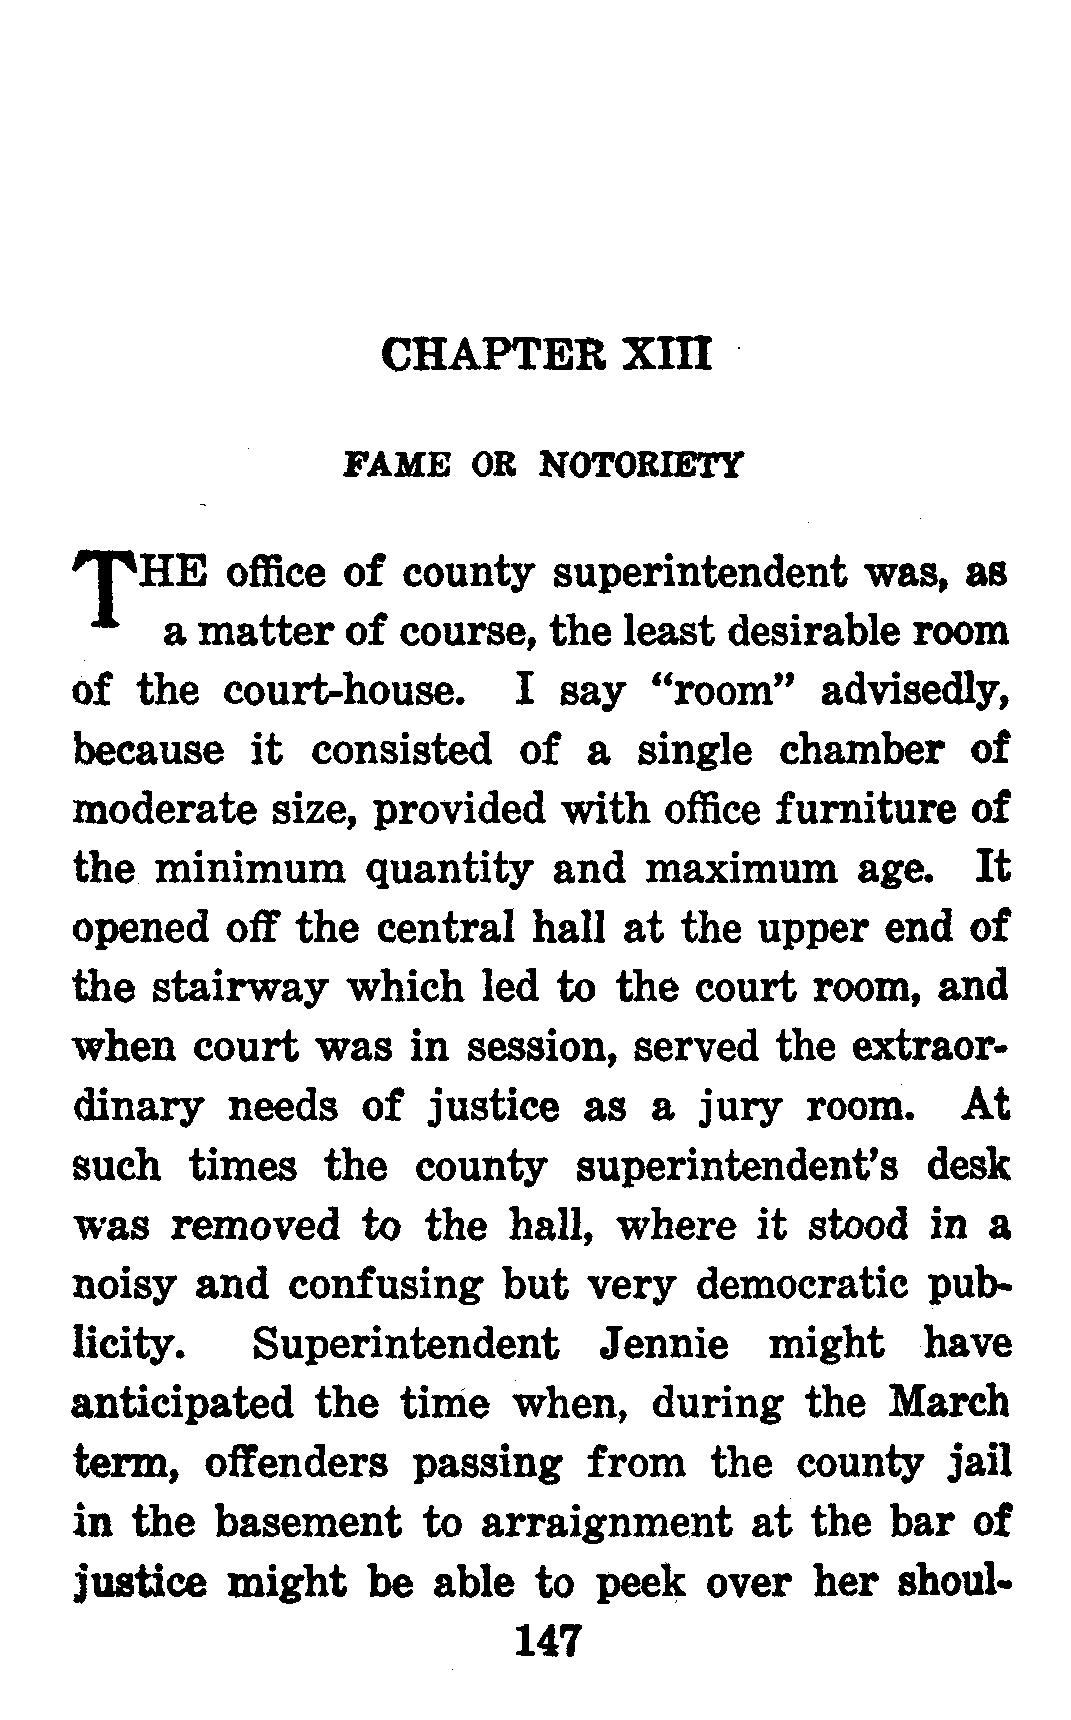 CHAPTER XIII
FAME OR NOTORIETY
THE office of county superintendent was, as
a matter of course, the least desirable room
of the court-house. I say “room” advisedly,
because it consisted of a single chamber of
moderate size, provided with office furniture of
the minimum quantity and maximum age. It
opened off the central hall at the upper end of
the stairway which led to the court room, and
when court was in session, served the extraor-
dinary needs of justice as a jury room. At
such times the county superintendent's desk
was removed to the hall, where it stood in a
noisy and confusing but very democratic pub-
licity. Superintendent Jennie might have
anticipated the time when, during the March
term, offenders passing from the county jail
in the basement to arraignment at the bar of
justice might be able to peek over her shoul-
147